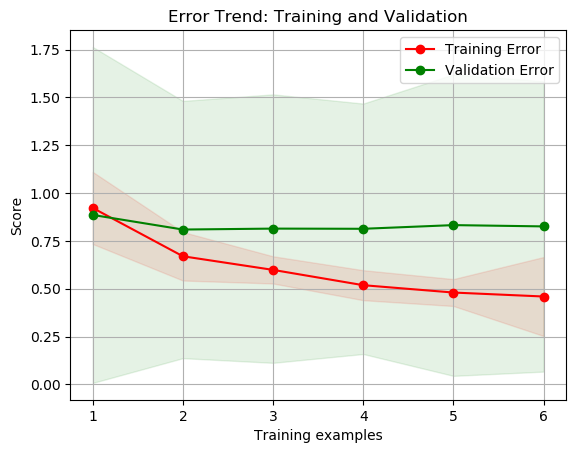 Error Trend: Training and Validation
Training Error
Validation Error
1.75
1.50
1.25
1.00
0.75
0.50
0.25
0.00
Score
1 2 3 4 5 6
Training examples